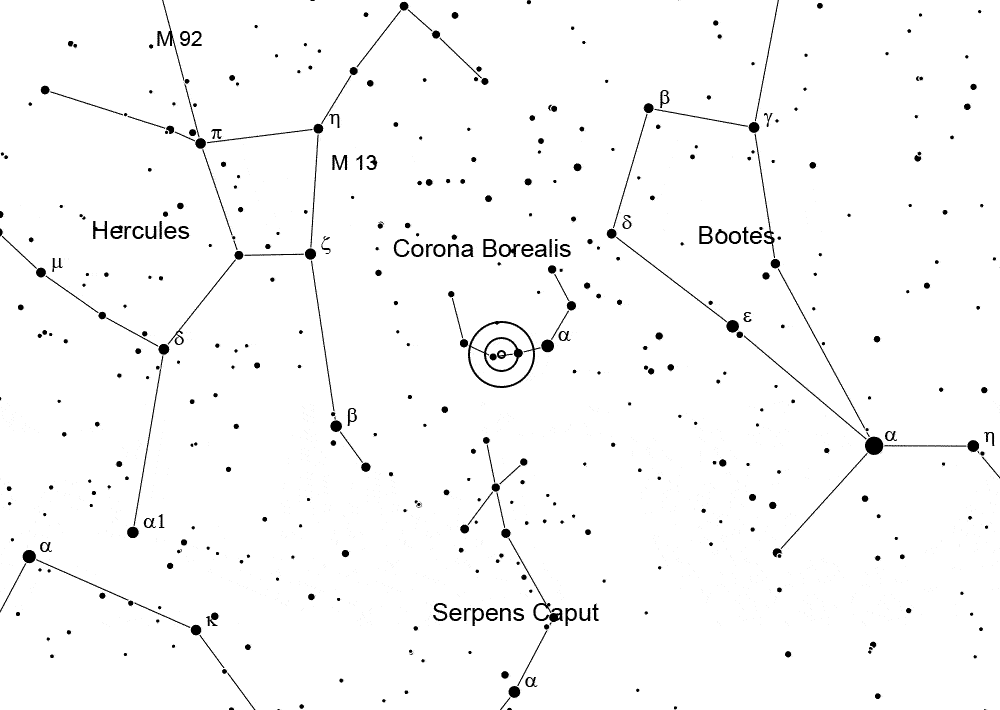 M 92
β
π
η
γ
M 13
δ
Hercules
Bootes
ζ
Corona Borealis
μ
ε
δ
α
β
α
η
α1
α
Serpens Caput
κ
α